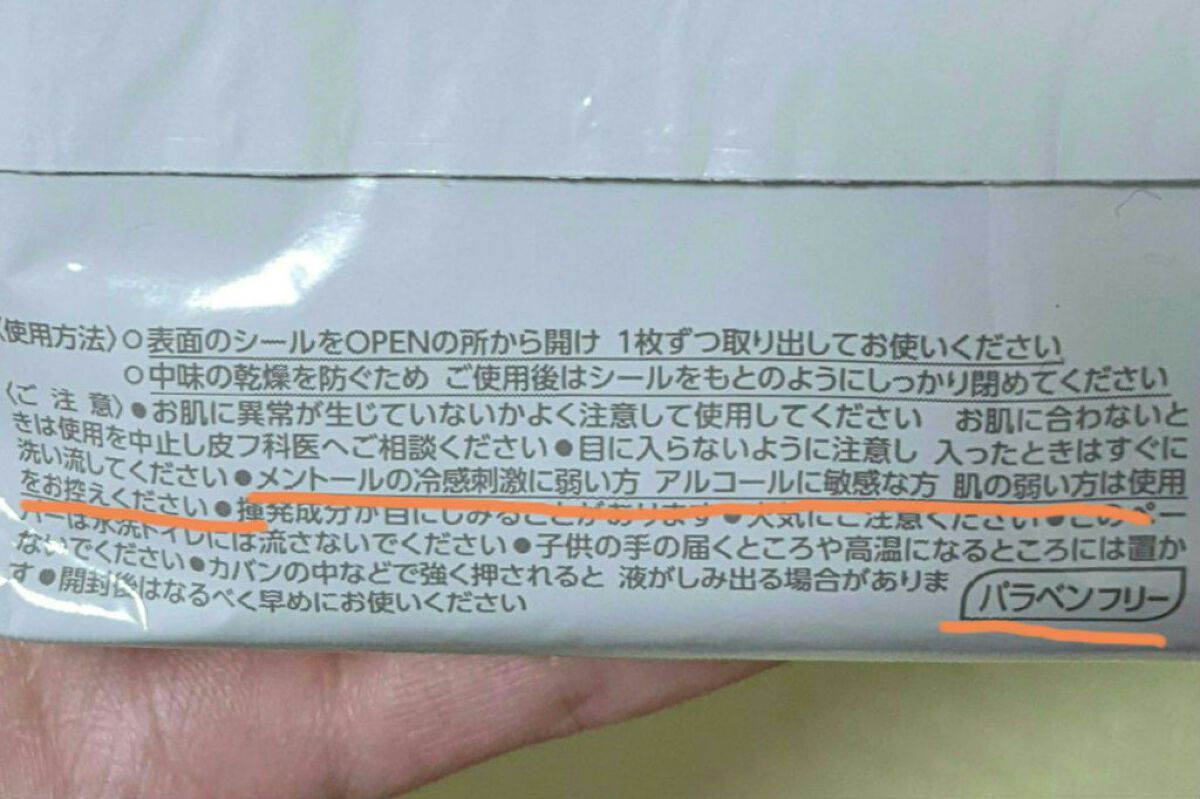 〈使用方法〉○表面のシールをOPENの所から開け 1枚ずつ取り出してお使いください
○中味の乾燥を防ぐため ご使用後はシールをもとのようにしっかり閉めてください
〈ご注意〉●お肌に異常が生じていないかよく注意して使用してください お肌に合わないと
きは使用を中止し皮フ科医へご相談ください●目に入らないように注意し 入ったときはすぐに
洗い流してください●メントールの冷感刺激に弱い方 アルコールに敏感な方 肌の弱い方は使用
をお控えください●揮発成分が目にしみることがあります●火気にご注意ください●このペー
パーは水洗トイレには流さないでください●子供の手の届くところや高温になるところには置か
ないでください●カバンの中などで強く押されると 液がしみ出る場合がありま
す●開封後はなるべく早めにお使いください
パラベンフリー